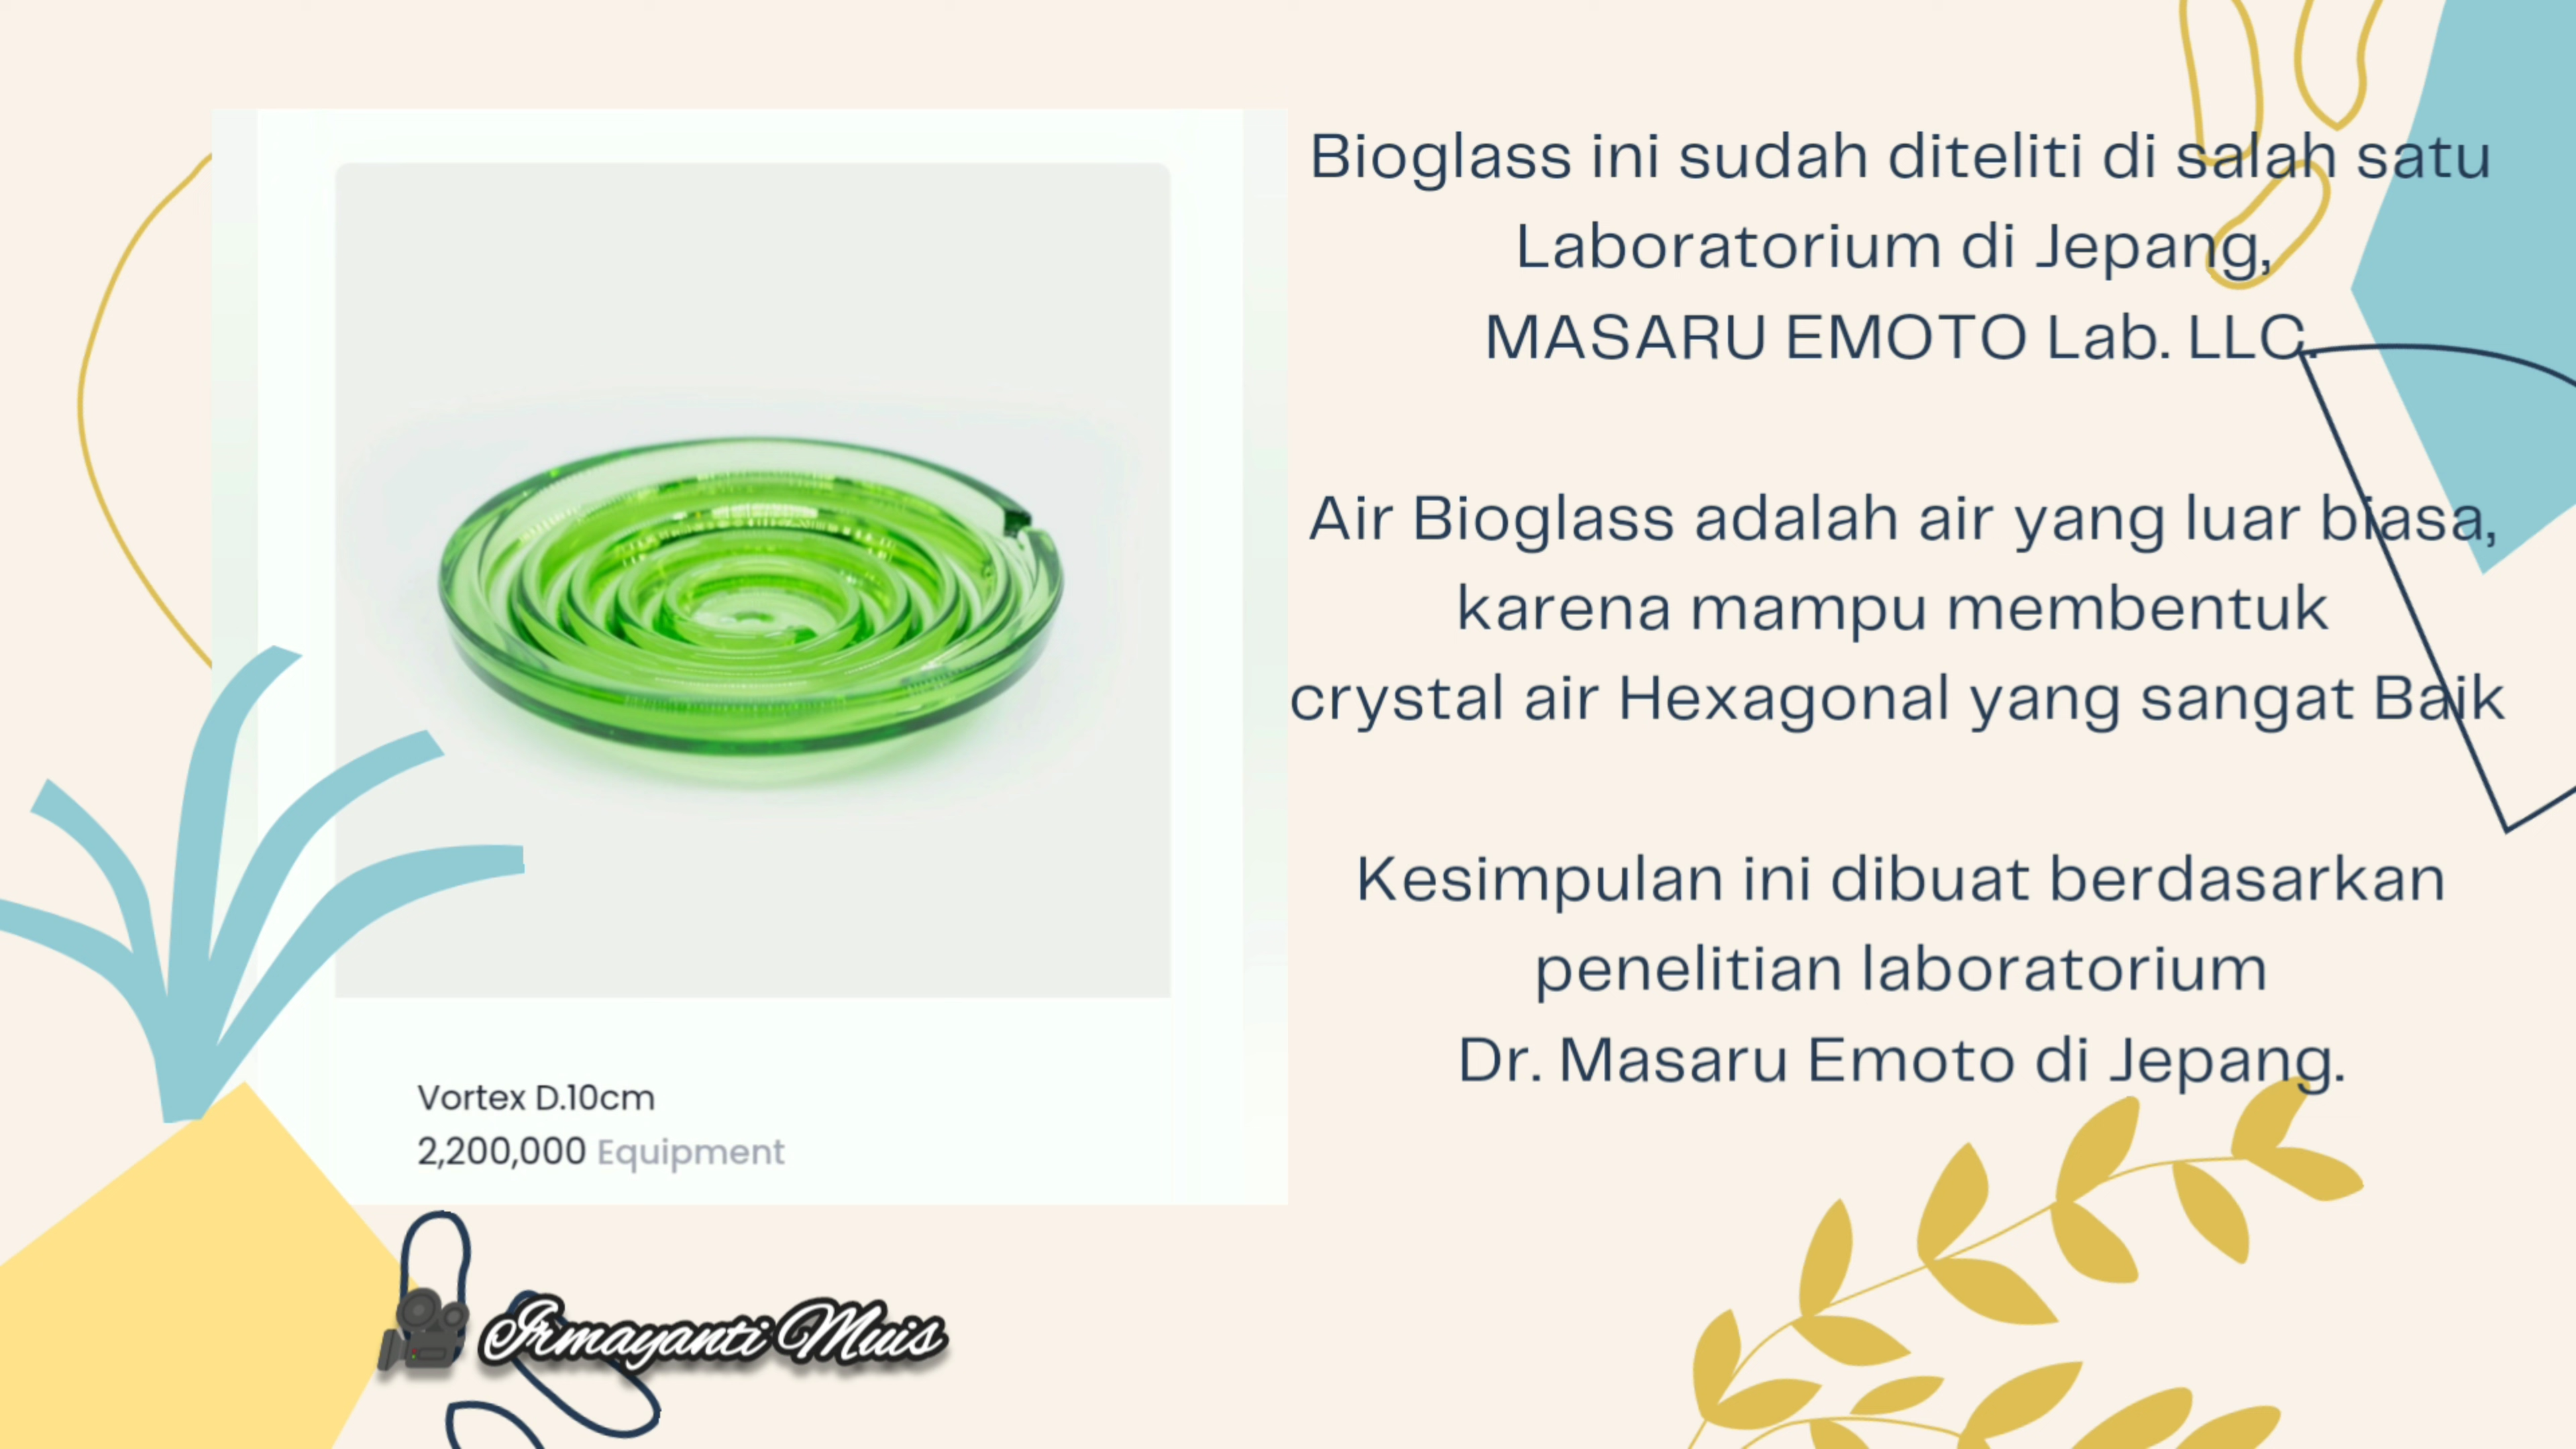 Bioglass ini sudah diteliti di salah satu
Laboratorium di Jepang,
MASARU EMOTO Lab. LLC.
Air Bioglass adalah air yang luar biasa,
karena mampu membentuk
crystal air Hexagonal yang sangat Baik
Kesimpulan ini dibuat berdasarkan
penelitian laboratorium
Dr. Masaru Emoto di Jepang.
Vortex D.10cm
2,200,000 Equipment
Irmayanti Muis